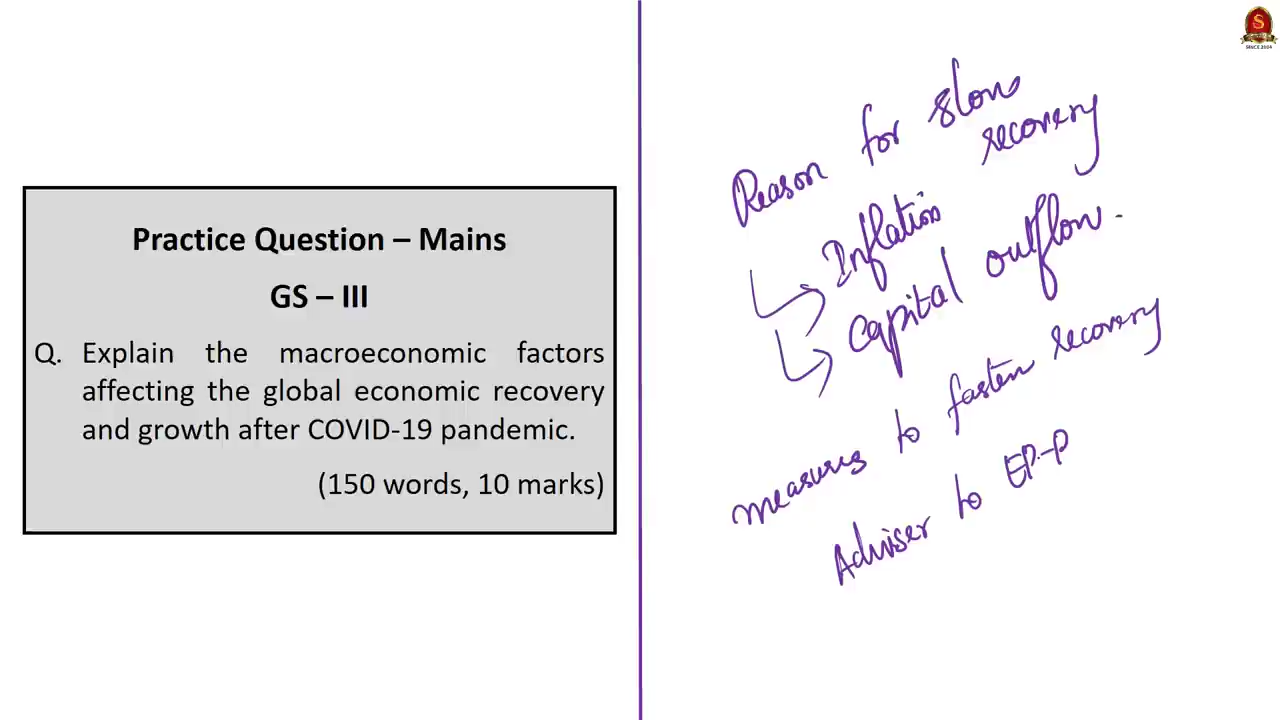 Practice Question – Mains
GS – III
Q. Explain the macroeconomic factors
affecting the global economic recovery
and growth after COVID-19 pandemic.
(150 words, 10 marks)
S
SINCE 2004
Reason for slow
recovery
Inflation
Capital outflow.
measures to fasten recovery
Adviser to EP-P